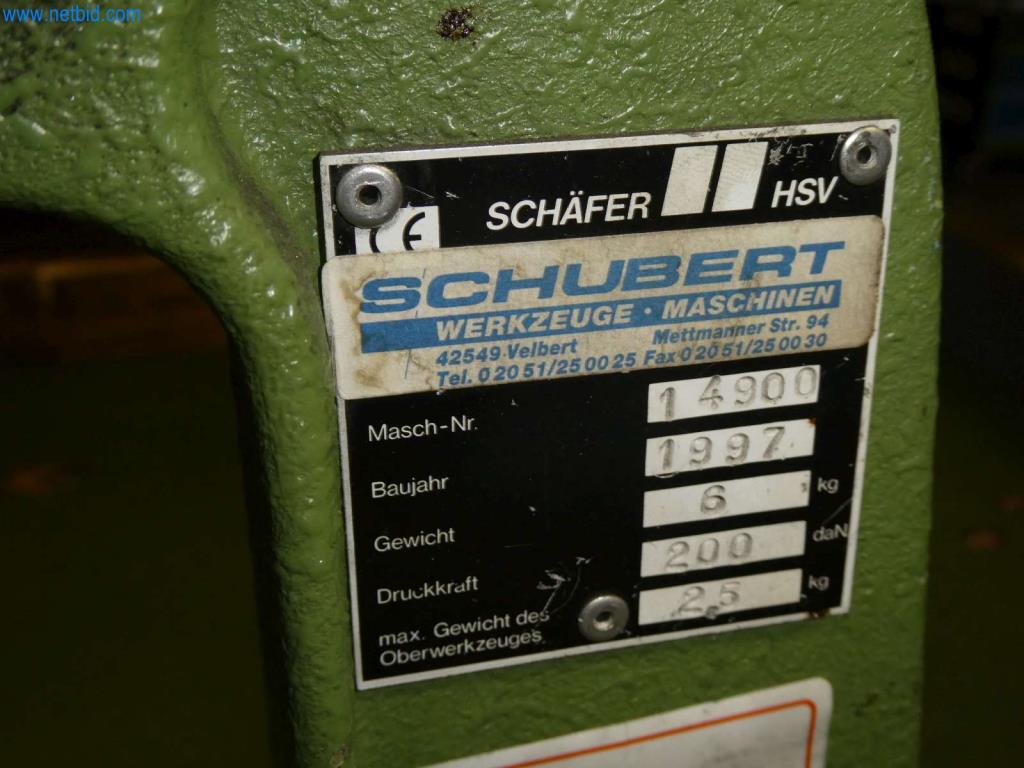 www.netbid.com
SCHÄFER HSV
CE
SCHUBERT
WERKZEUGE · MASCHINEN
42549 Velbert Mettmanner Str. 94
Tel. 0 20 51/25 00 25 Fax 0 20 51/25 00 30
Masch-Nr. 14900
Baujahr 1997
Gewicht 6 kg
Druckkraft 200 daN
max. Gewicht des
Oberwerkzeuges 2,5 kg